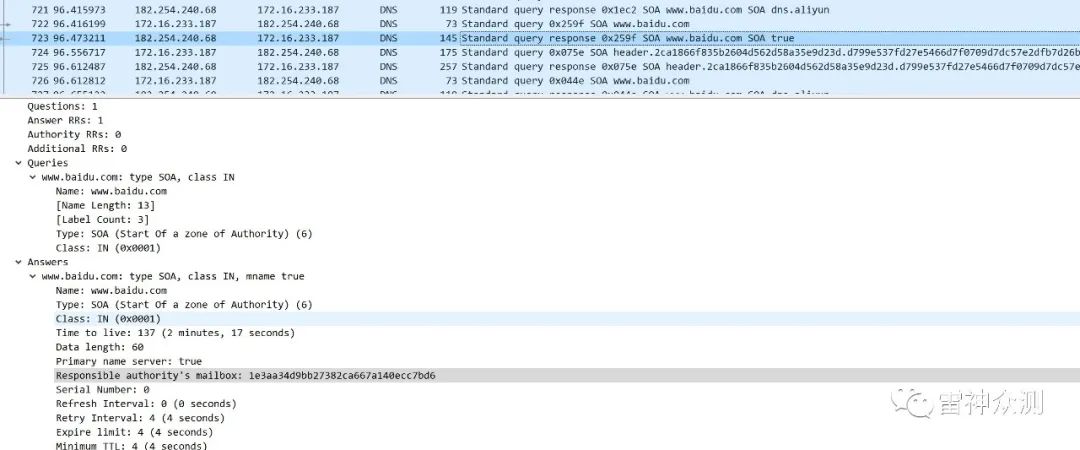 721 96.415973 182.254.240.68 172.16.233.187 DNS 119 Standard query response 0x1ec2 SOA www.baidu.com SOA dns.aliyun
722 96.416199 172.16.233.187 182.254.240.68 DNS 73 Standard query 0x259f SOA www.baidu.com
723 96.473211 182.254.240.68 172.16.233.187 DNS 145 Standard query response 0x259f SOA www.baidu.com SOA true
724 96.556717 172.16.233.187 182.254.240.68 DNS 175 Standard query 0x075e SOA header.2ca1866f835b2604d562d58a35e9d23d.d799e537fd27e5466d7f0709d7dc57e2dfb7d26b
725 96.612487 182.254.240.68 172.16.233.187 DNS 257 Standard query response 0x075e SOA header.2ca1866f835b2604d562d58a35e9d23d.d799e537fd27e5466d7f0709d7dc57e
726 96.612812 172.16.233.187 182.254.240.68 DNS 73 Standard query 0x044e SOA www.baidu.com
Questions: 1
Answer RRs: 1
Authority RRs: 0
Additional RRs: 0
Queries
www.baidu.com: type SOA, class IN
Name: www.baidu.com
[Name Length: 13]
[Label Count: 3]
Type: SOA (Start Of a zone of Authority) (6)
Class: IN (0x0001)
Answers
www.baidu.com: type SOA, class IN, mname true
Name: www.baidu.com
Type: SOA (Start Of a zone of Authority) (6)
Class: IN (0x0001)
Time to live: 137 (2 minutes, 17 seconds)
Data length: 60
Primary name server: true
Responsible authority's mailbox: 1e3aa34d9bb27382ca667a140ecc7bd6
Serial Number: 0
Refresh Interval: 0 (0 seconds)
Retry Interval: 4 (4 seconds)
Expire limit: 4 (4 seconds)
Minimum TTL: 4 (4 seconds)
雷神众测